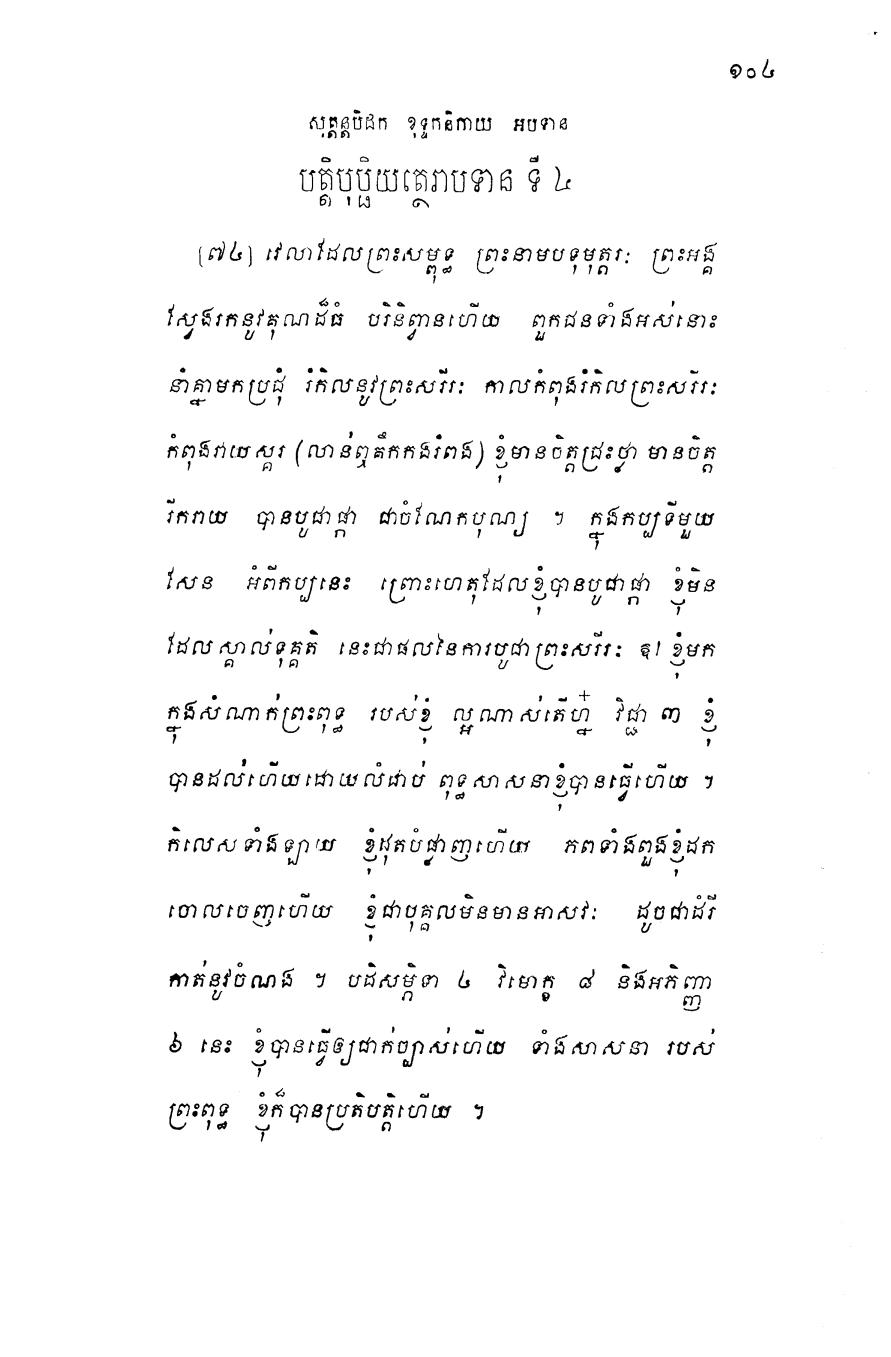 ១០៤
សុត្តន្តបិដក ខុទ្ទកនិកាយ អបទាន
បត្តិបុប្ផិយត្ថេរាបទាន ទី ៤
[៧៤] វេលាដែលព្រះសម្ពុទ្ធ ព្រះនាមបទុមុត្តរៈ ព្រះអង្គ
ស្វែងរកនូវគុណដ៏ធំ បរិនិព្វានហើយ ពួកជនទាំងអស់នោះ
នាំគ្នាមកប្រជុំ រំកិលនូវព្រះសរីរៈ កាលកំពុងរំកិលព្រះសរីរៈ
កំពុងវាយស្គរ (លាន់ឮគឹកកងរំពង) ខ្ញុំមានចិត្តជ្រះថ្លា មានចិត្ត
រីករាយ បានបូជាផ្កា ជាចំណែកបុណ្យ ។ ក្នុងកប្បទីមួយ
សែន អំពីកប្បនេះ ព្រោះហេតុដែលខ្ញុំបានបូជាផ្កា ខ្ញុំមិន
ដែលស្គាល់ទុគ្គតិ នេះជាផលនៃការបូជាព្រះសរីរៈ ឱ! ខ្ញុំមក
ក្នុងសំណាក់ព្រះពុទ្ធ របស់ខ្ញុំ ល្អណាស់តើហ្ន៎ វិជ្ជា ៣ ខ្ញុំ
បានដល់ហើយដោយលំដាប់ ពុទ្ធសាសនាខ្ញុំបានធ្វើហើយ ។
កិលេសទាំងឡាយ ខ្ញុំដុតបំផ្លាញហើយ ភពទាំងពួងខ្ញុំដក
ចោលចេញហើយ ខ្ញុំជាបុគ្គលមិនមានអាសវៈ ដូចជាដំរី
កាត់នូវចំណង ។ បដិសម្ភិទា ៤ វិមោក្ខ ៨ និងអភិញ្ញា
៦ នេះ ខ្ញុំបានធ្វើឲ្យជាក់ច្បាស់ហើយ ទាំងសាសនា របស់
ព្រះពុទ្ធ ខ្ញុំក៏បានប្រតិបត្តិហើយ ។